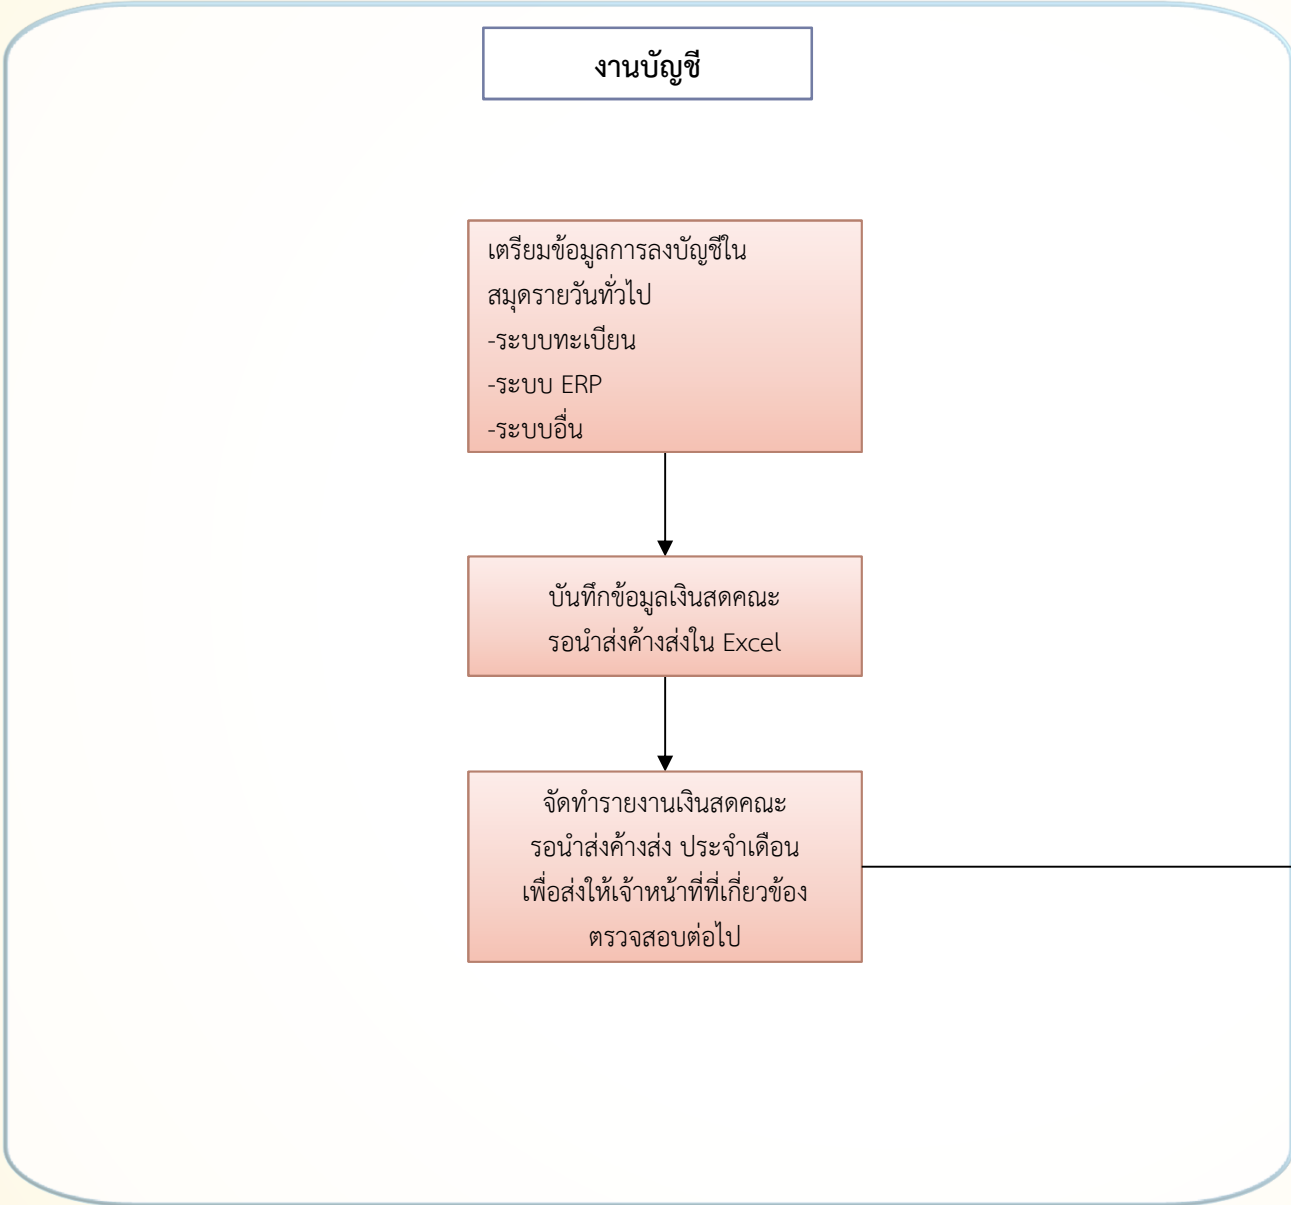 งานบัญชี
เตรียมข้อมูลการลงบัญชีใน
สมุดรายวันทั่วไป
-ระบบทะเบียน
-ระบบ ERP
-ระบบอื่น
บันทึกข้อมูลเงินสดคณะ
รอนำส่งค้างส่งใน Excel
จัดทำรายงานเงินสดคณะ
รอนำส่งค้างส่ง ประจำเดือน
เพื่อส่งให้เจ้าหน้าที่ที่เกี่ยวข้อง
ตรวจสอบต่อไป